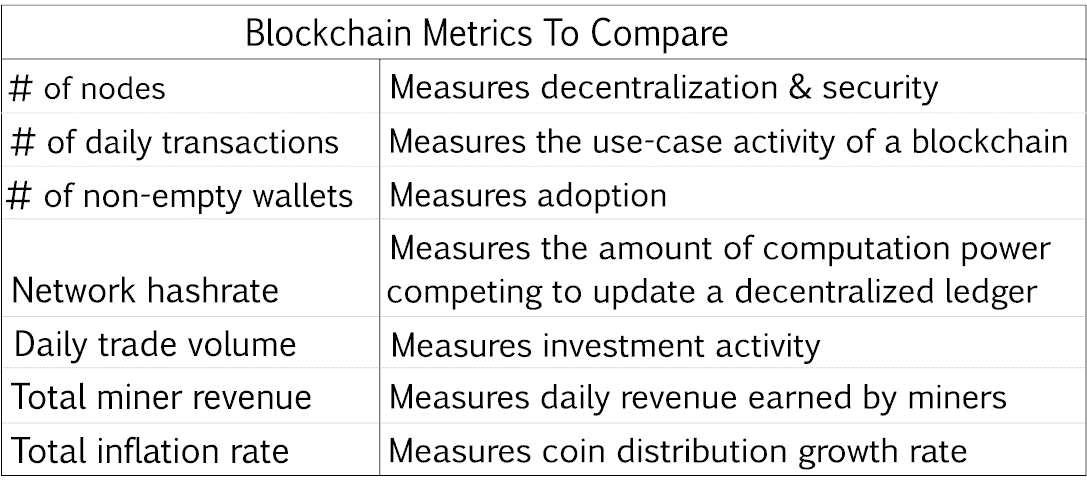 Blockchain Metrics To Compare
# of nodes Measures decentralization & security
# of daily transactions Measures the use-case activity of a blockchain
# of non-empty wallets Measures adoption
Measures the amount of computation power
Network hashrate competing to update a decentralized ledger
Daily trade volume Measures investment activity
Total miner revenue Measures daily revenue earned by miners
Total inflation rate Measures coin distribution growth rate